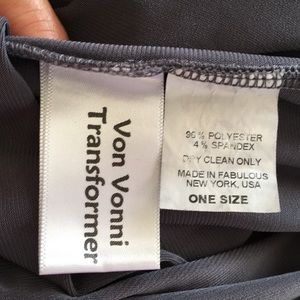 Von Vonni
Transformer
96% POLYESTER
4% SPANDEX
DRY CLEAN ONLY
MADE IN FABULOUS
NEW YORK, USA
ONE SIZE